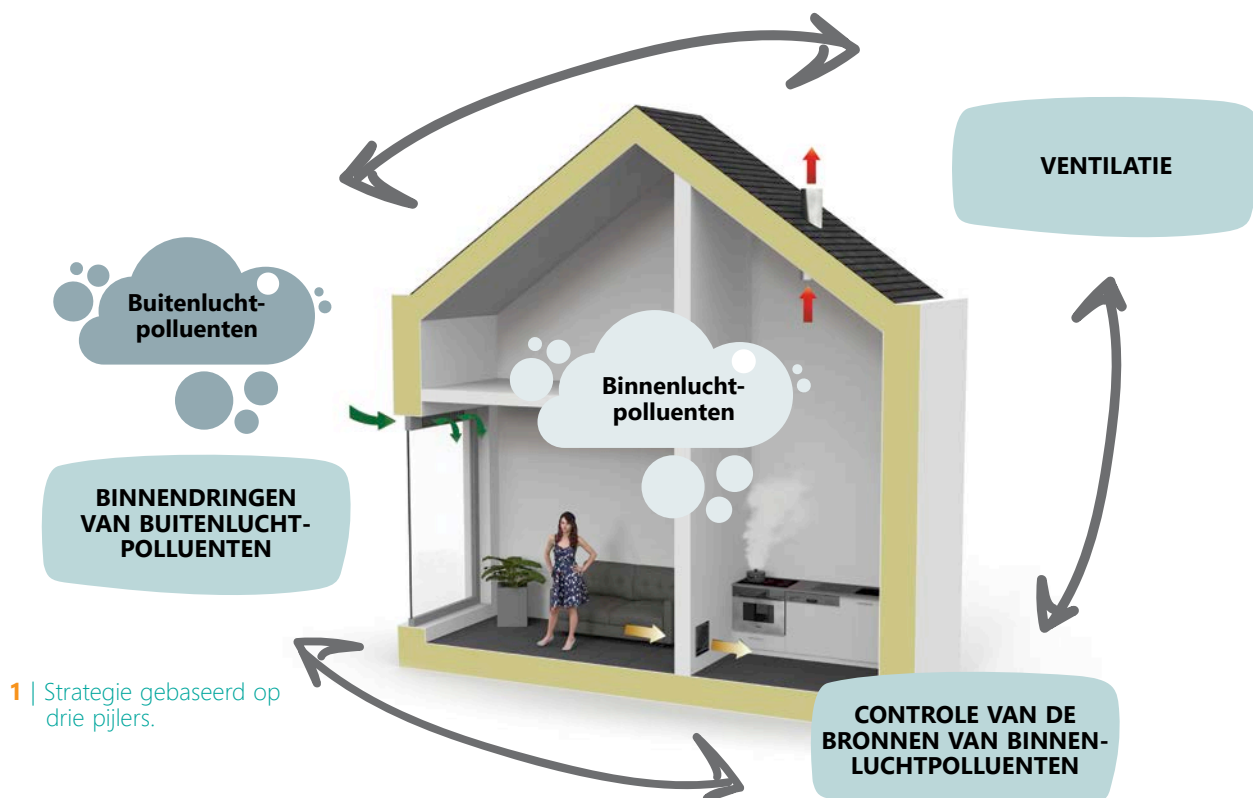 VENTILATIE
Buitenlucht-
polluenten
Binnenlucht-
polluenten
BINNENDRINGEN
VAN BUITENLUCHT-
POLLUENTEN
1 | Strategie gebaseerd op
drie pijlers.
CONTROLE VAN DE
BRONNEN VAN BINNEN-
LUCHTPOLLUENTEN